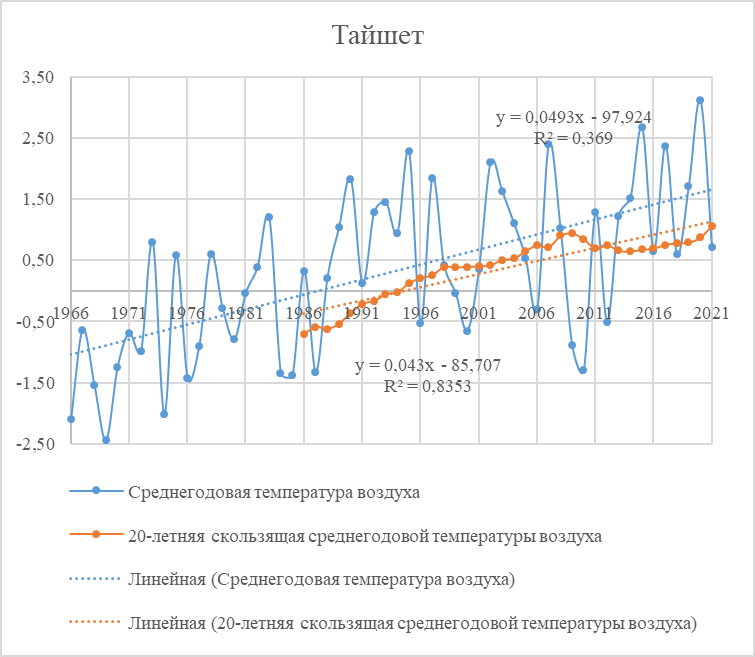 Тайшет
3,50
2,50
1,50
0,50
-0,50
-1,50
-2,50
1966 1971 1976 1981 1986 1991 1996 2001 2006 2011 2016 2021
y = 0,0493x - 97,924
R² = 0,369
y = 0,043x - 85,707
R² = 0,8353
Среднегодовая температура воздуха
20-летняя скользящая среднегодовой температуры воздуха
Линейная (Среднегодовая температура воздуха)
Линейная (20-летняя скользящая среднегодовой температуры воздуха)